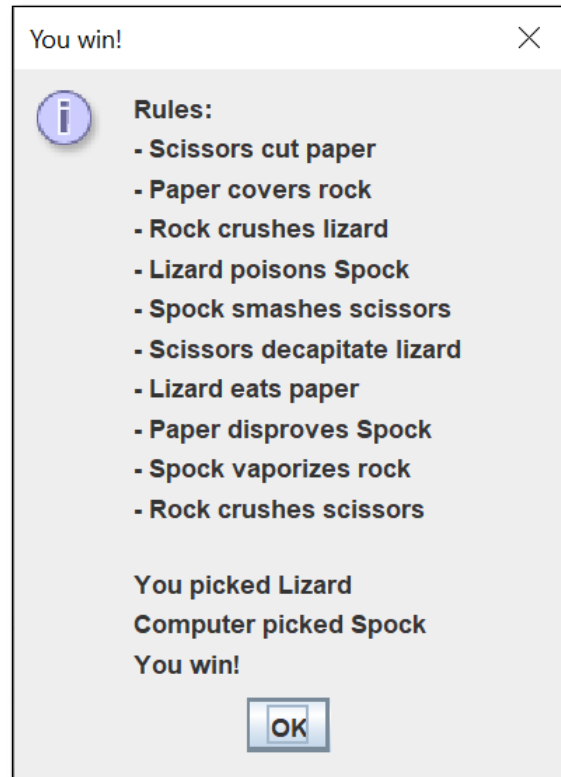 You win!
Rules:
- Scissors cut paper
- Paper covers rock
- Rock crushes lizard
- Lizard poisons Spock
- Spock smashes scissors
- Scissors decapitate lizard
- Lizard eats paper
- Paper disproves Spock
- Spock vaporizes rock
- Rock crushes scissors
You picked Lizard
Computer picked Spock
You win!
OK